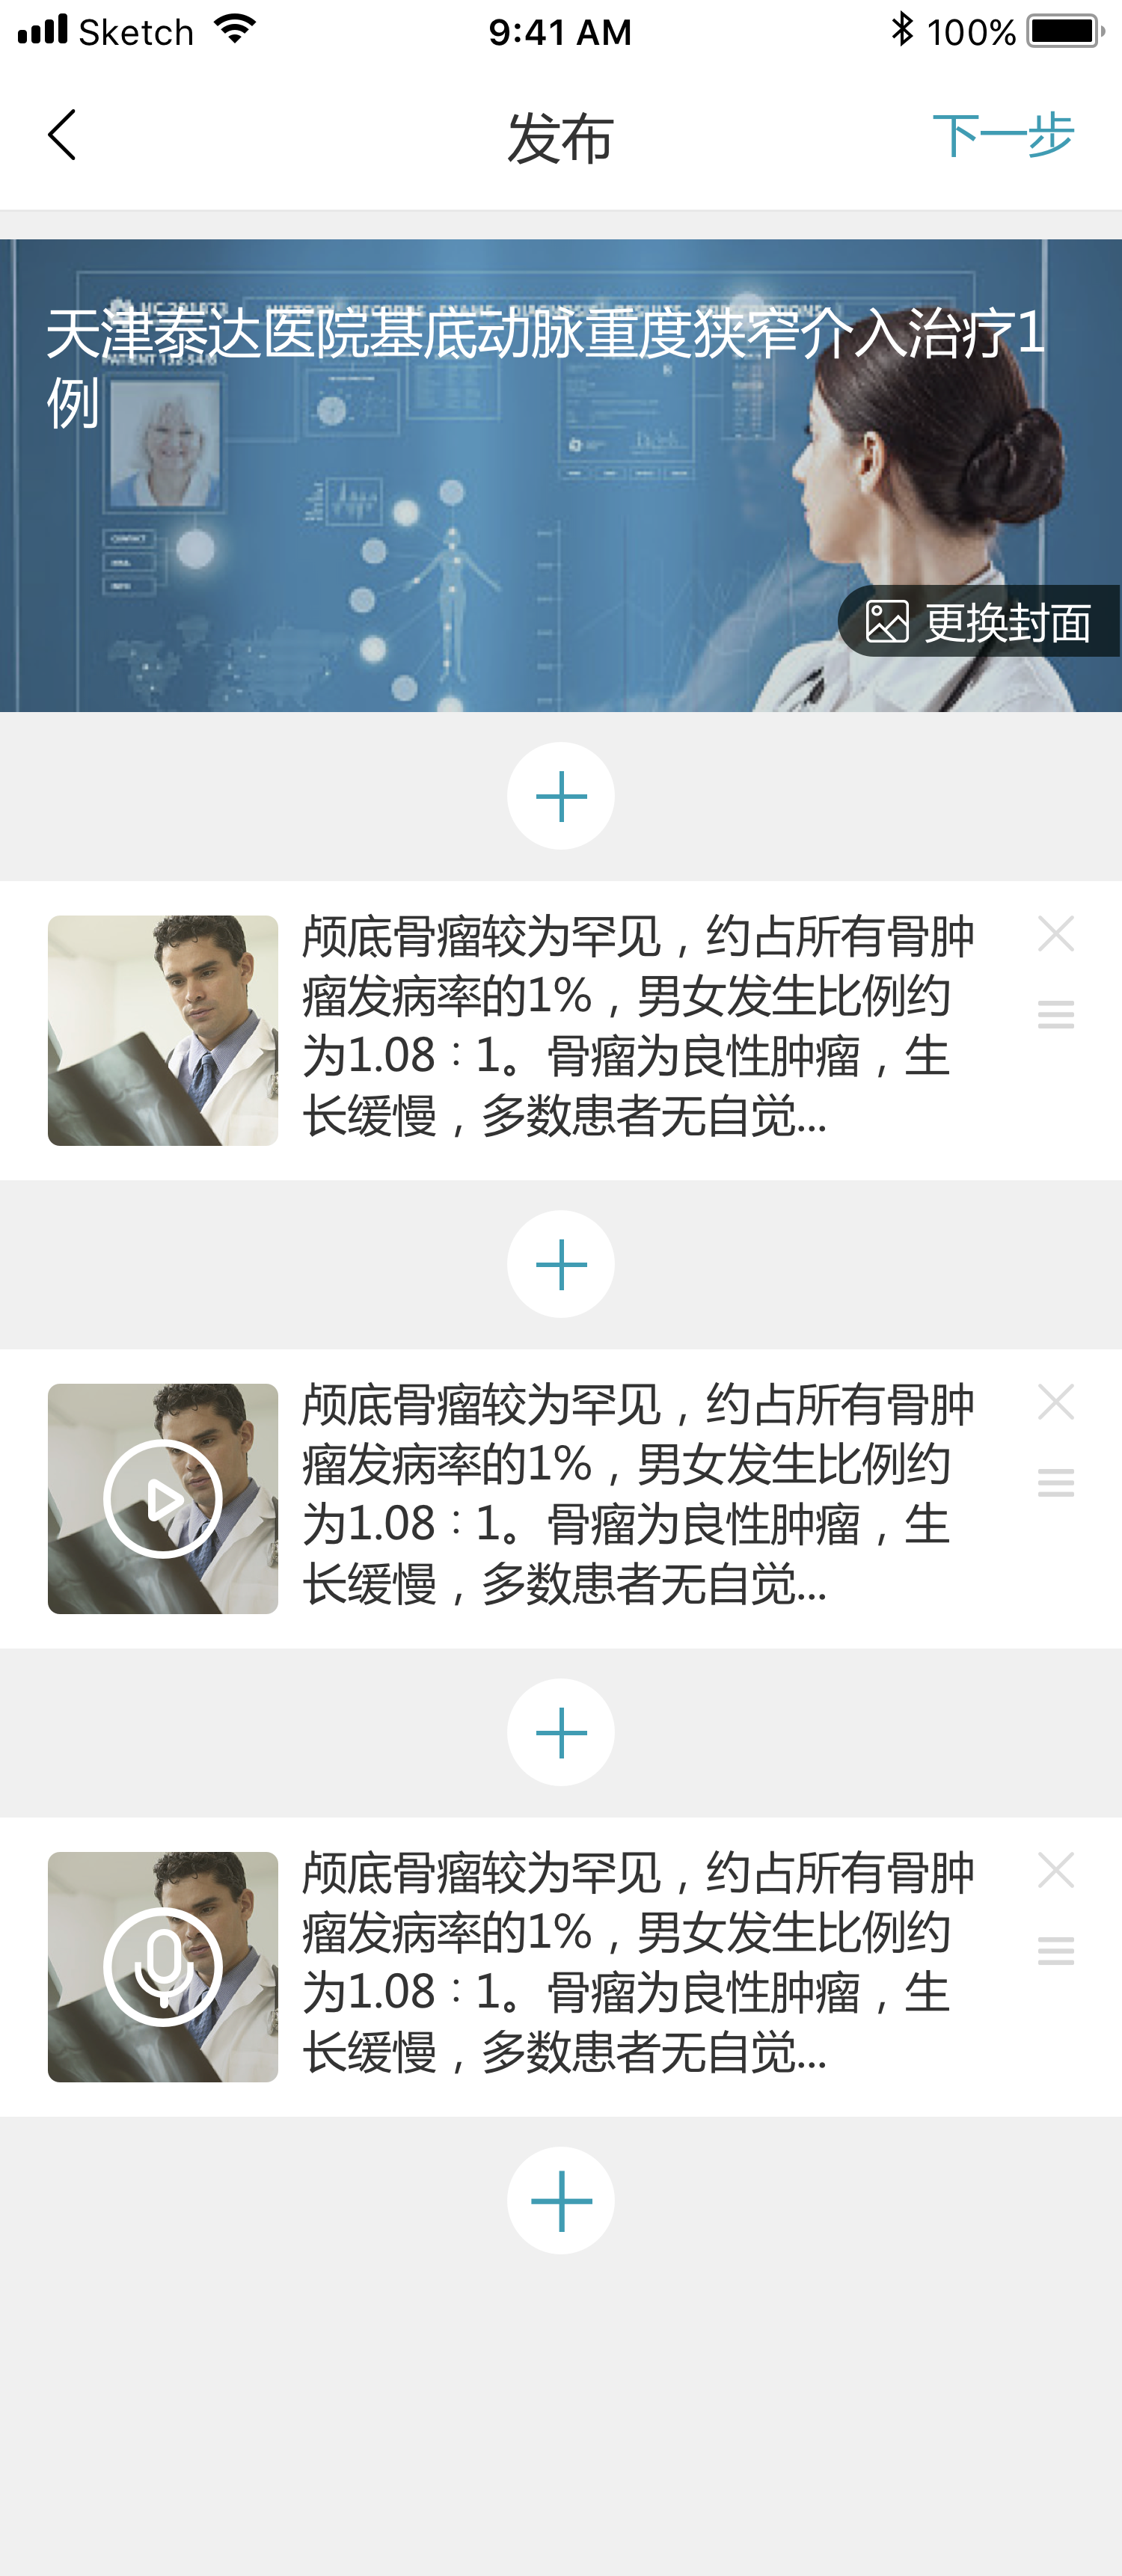 Sketch 9:41 AM 100%
发布 下一步
HISTORY RECORDS EXAMS DIAGNOSIS RESULTS
天津泰达医院基底动脉重度狭窄介入治疗1
例
CONTACT
INFO
更换封面
颅底骨瘤较为罕见，约占所有骨肿
瘤发病率的1%，男女发生比例约
为1.08：1。骨瘤为良性肿瘤，生
长缓慢，多数患者无自觉...
颅底骨瘤较为罕见，约占所有骨肿
瘤发病率的1%，男女发生比例约
为1.08：1。骨瘤为良性肿瘤，生
长缓慢，多数患者无自觉...
颅底骨瘤较为罕见，约占所有骨肿
瘤发病率的1%，男女发生比例约
为1.08：1。骨瘤为良性肿瘤，生
长缓慢，多数患者无自觉...